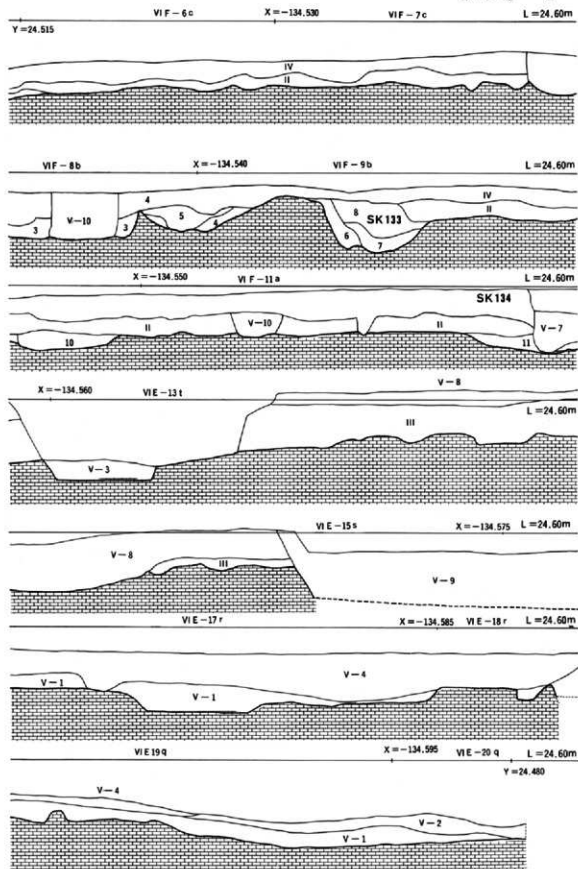 VI F－6 c X＝−134.530 VI F－7 c L＝24.60m
Y＝24.515
IV
II
VI F－8 b X＝−134.540 VI F－9 b L＝24.60m
4 IV
V－10 5 8 SK133 II
3 3 4 6 7
X＝−134.550 VI F－11 a L＝24.60m
SK134
II V－10 II V－7
10 11
V－8
X＝−134.560 VI E－13 t L＝24.60m
III
V－3
VI E－15 s X＝−134.575 L＝24.60m
V－8
III
V－9
VI E－17 r X＝−134.585 VI E－18 r L＝24.60m
V－4
V－1
V－1
VI E 19 q X＝−134.595 VI E－20 q L＝24.60m
Y＝24.480
V－4
V－2
V－1